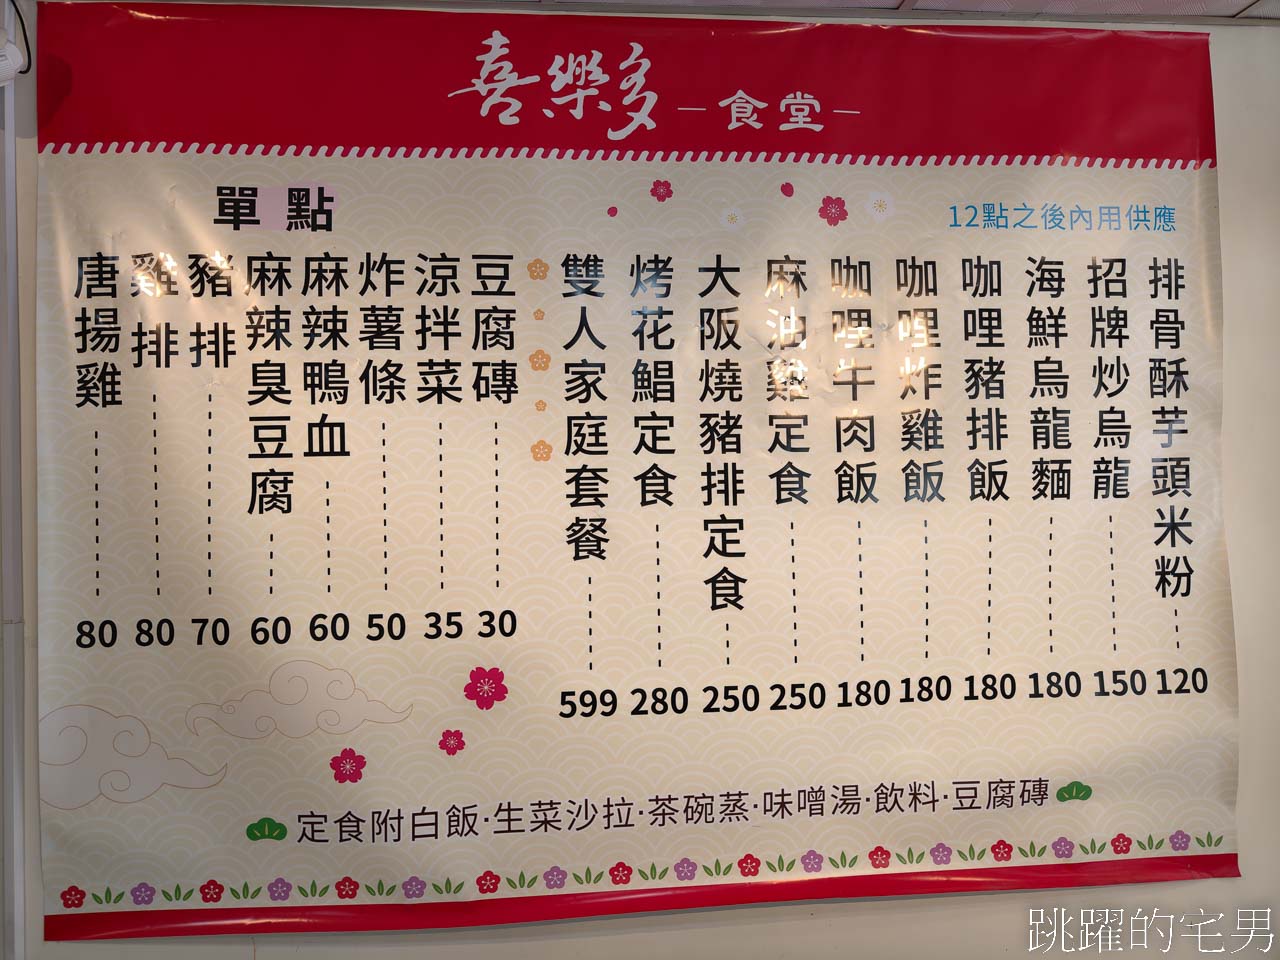 喜樂多 –食堂–
12點之後內用供應
排骨酥芋頭米粉 120
招牌炒烏龍 150
海鮮烏龍麵 180
咖哩豬排飯 180
咖哩炸雞飯 180
咖哩牛肉飯 180
麻油雞定食 250
大阪燒豬排定食 250
烤花鯧定食 280
雙人家庭套餐 599
單點
豆腐磚 30
涼拌菜 35
炸薯條 50
麻辣鴨血 60
麻辣臭豆腐 60
豬排 70
雞排 80
唐揚雞 80
定食附白飯·生菜沙拉·茶碗蒸·味噌湯·飲料·豆腐磚
跳躍的宅男